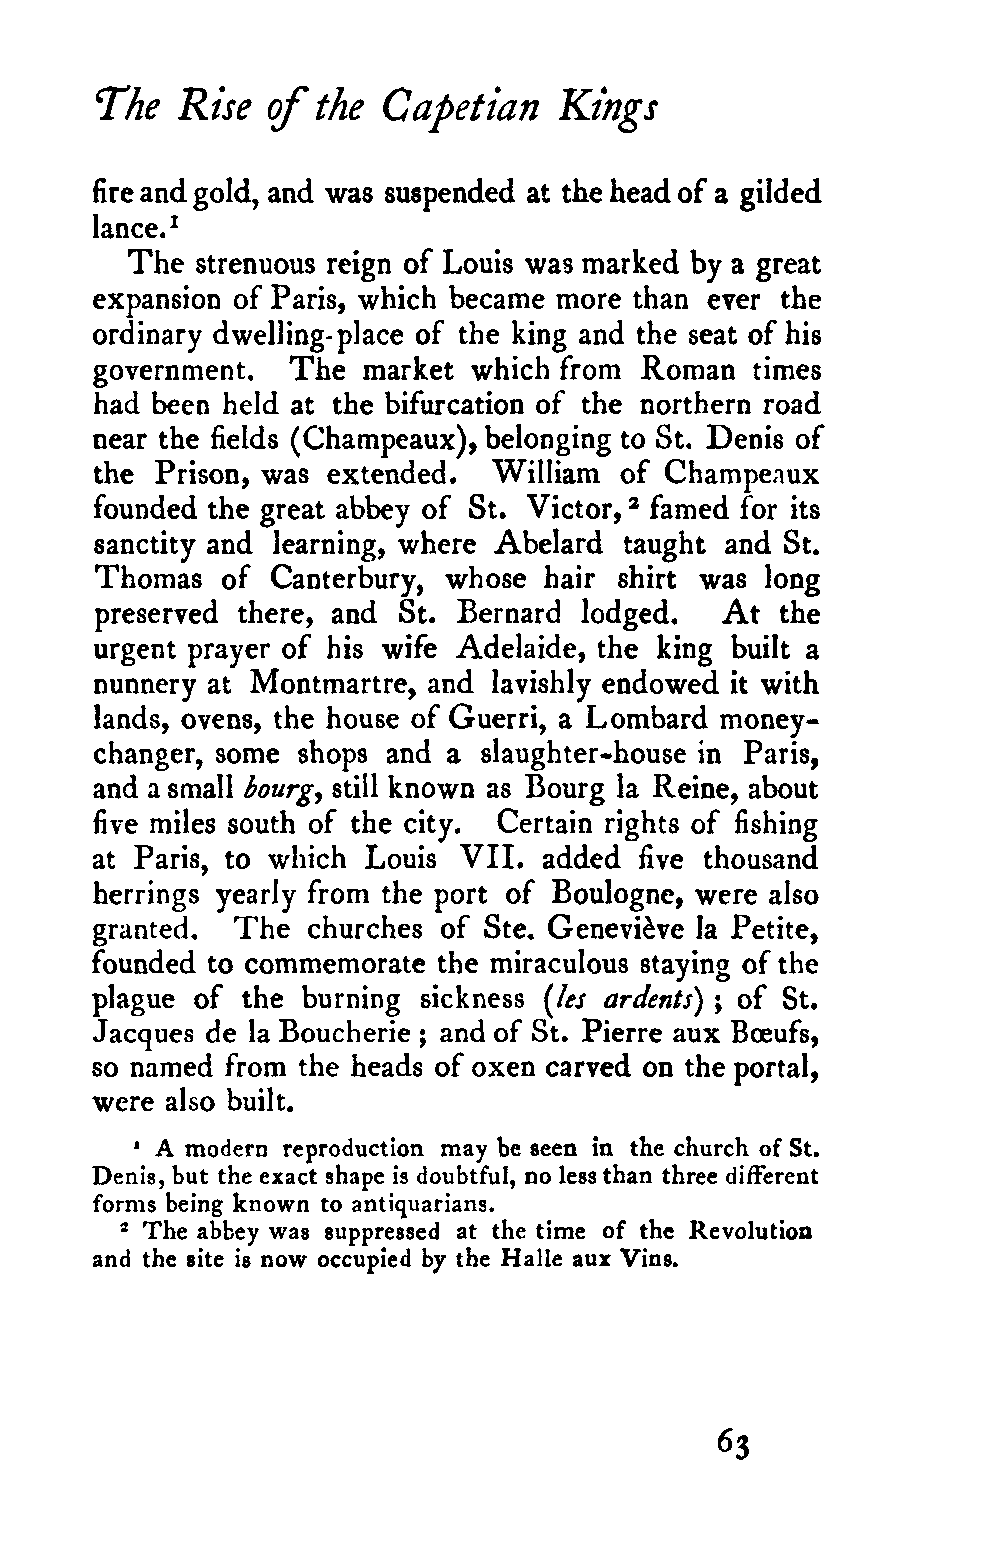 The Rise of the Capetian Kings
fire and gold, and was suspended at the head of a gilded
lance.¹
The strenuous reign of Louis was marked by a great
expansion of Paris, which became more than ever the
ordinary dwelling-place of the king and the seat of his
government. The market which from Roman times
had been held at the bifurcation of the northern road
near the fields (Champeaux), belonging to St. Denis of
the Prison, was extended. William of Champeaux
founded the great abbey of St. Victor,² famed for its
sanctity and learning, where Abelard taught and St.
Thomas of Canterbury, whose hair shirt was long
preserved there, and St. Bernard lodged. At the
urgent prayer of his wife Adelaide, the king built a
nunnery at Montmartre, and lavishly endowed it with
lands, ovens, the house of Guerri, a Lombard money-
changer, some shops and a slaughter-house in Paris,
and a small bourg, still known as Bourg la Reine, about
five miles south of the city. Certain rights of fishing
at Paris, to which Louis VII. added five thousand
herrings yearly from the port of Boulogne, were also
granted. The churches of Ste. Geneviève la Petite,
founded to commemorate the miraculous staying of the
plague of the burning sickness (les ardents) ; of St.
Jacques de la Boucherie ; and of St. Pierre aux Bœufs,
so named from the heads of oxen carved on the portal,
were also built.
¹ A modern reproduction may be seen in the church of St.
Denis, but the exact shape is doubtful, no less than three different
forms being known to antiquarians.
² The abbey was suppressed at the time of the Revolution
and the site is now occupied by the Halle aux Vins.
63